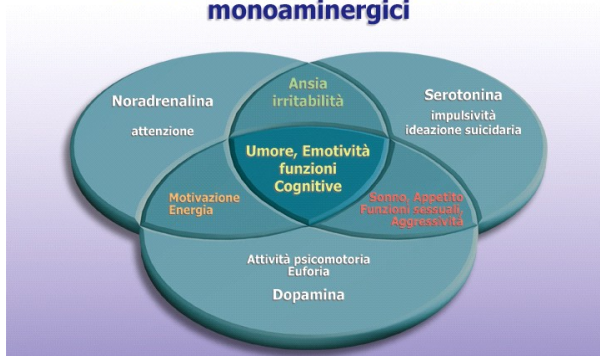 monoaminergici
Ansia
irritabilità
Noradrenalina
attenzione
Serotonina
impulsività
ideazione suicidaria
Umore, Emotività
funzioni
Cognitive
Motivazione
Energia
Sonno, Appetito
Funzioni sessuali,
Aggressività
Attività psicomotoria
Euforia
Dopamina